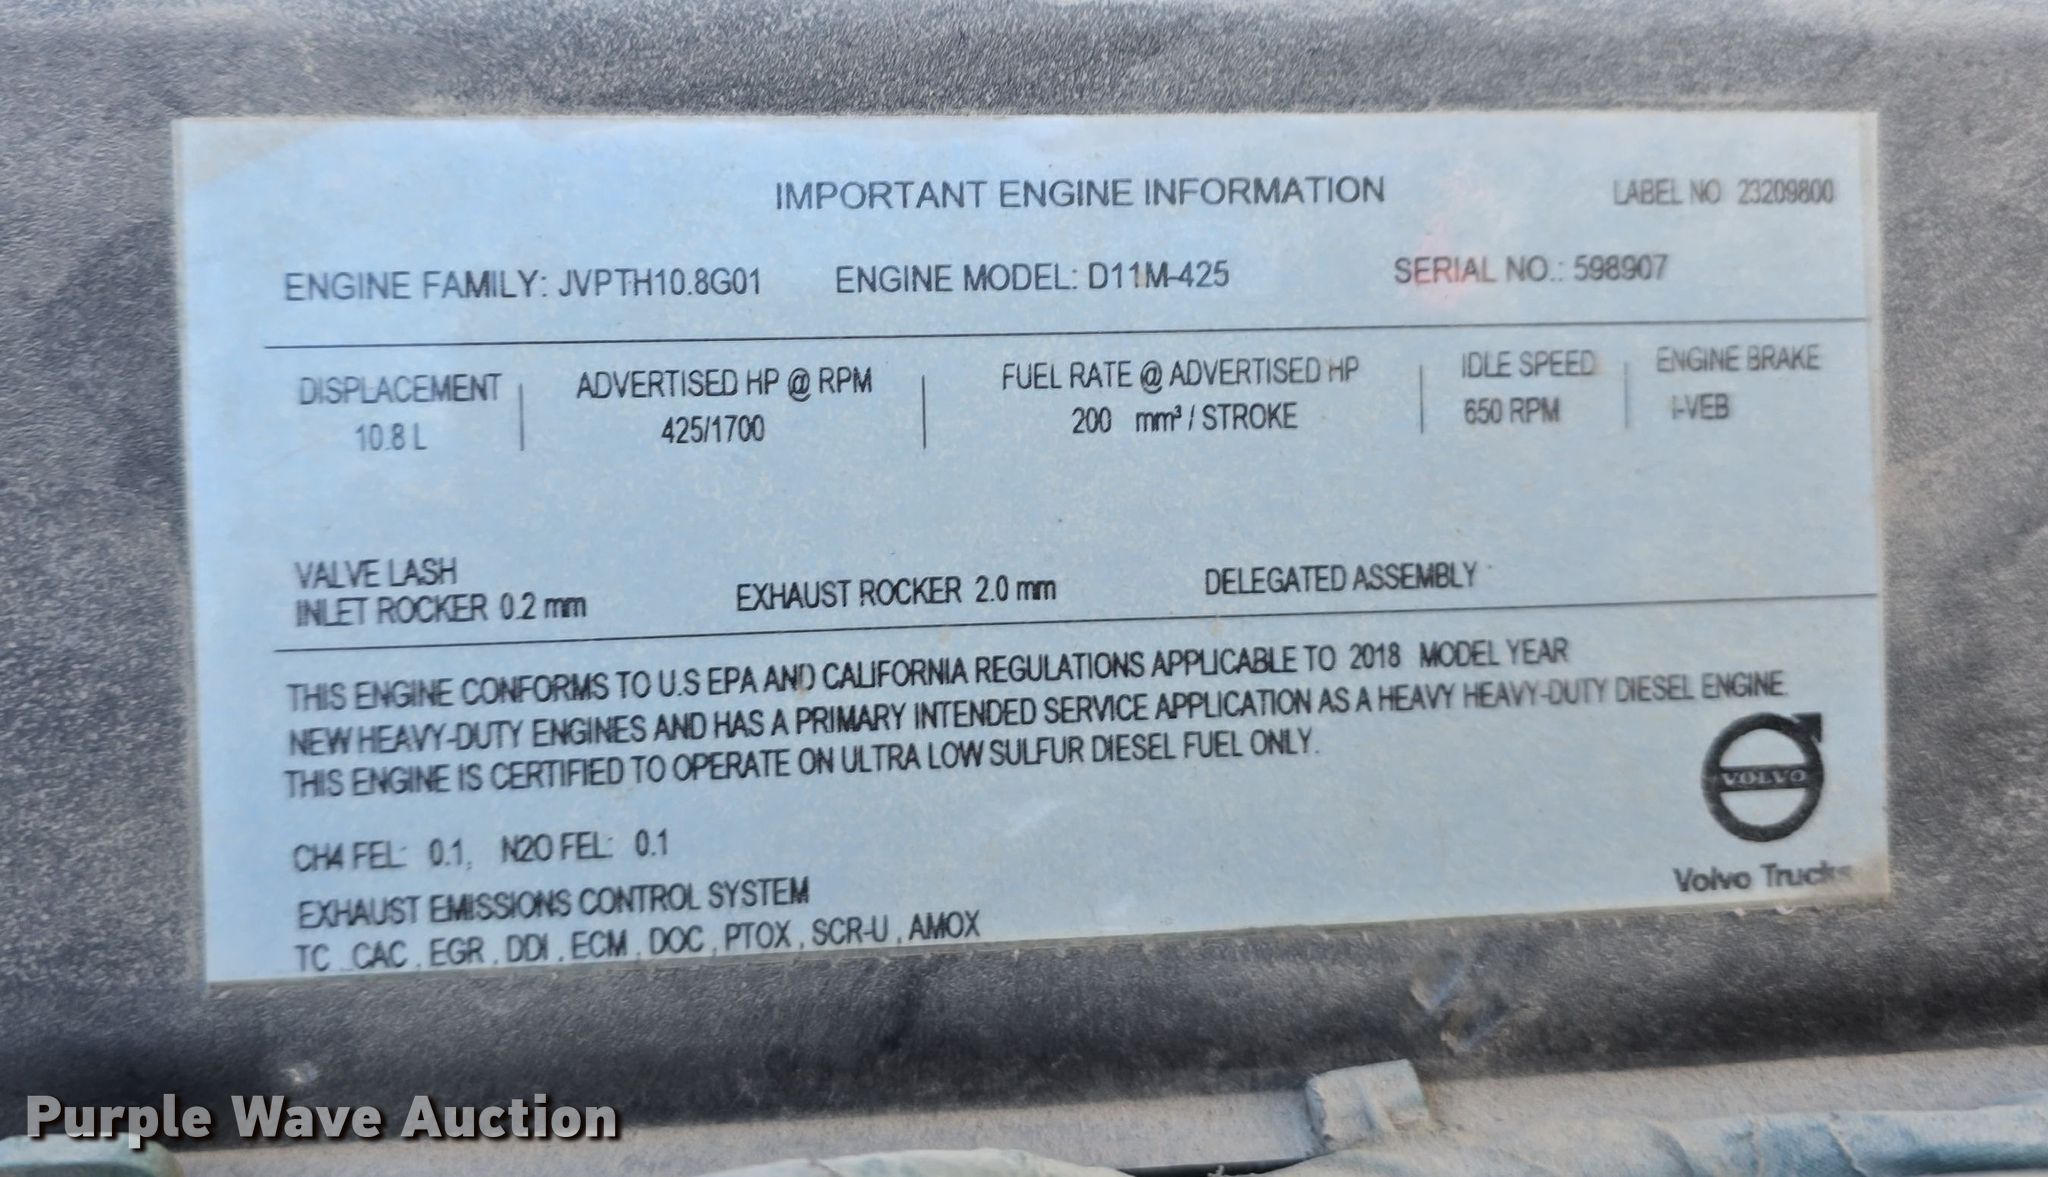 IMPORTANT ENGINE INFORMATION LABEL NO 23209800
ENGINE FAMILY: JVPTH10.8G01 ENGINE MODEL: D11M-425 SERIAL NO.: 598907
DISPLACEMENT ADVERTISED HP @ RPM FUEL RATE @ ADVERTISED HP IDLE SPEED ENGINE BRAKE
10.8 L 425/1700 200 mm³ / STROKE 650 RPM I-VEB
VALVE LASH
INLET ROCKER 0.2 mm EXHAUST ROCKER 2.0 mm DELEGATED ASSEMBLY
THIS ENGINE CONFORMS TO U.S EPA AND CALIFORNIA REGULATIONS APPLICABLE TO 2018 MODEL YEAR
NEW HEAVY-DUTY ENGINES AND HAS A PRIMARY INTENDED SERVICE APPLICATION AS A HEAVY HEAVY-DUTY DIESEL ENGINE.
THIS ENGINE IS CERTIFIED TO OPERATE ON ULTRA LOW SULFUR DIESEL FUEL ONLY.
VOLVO
CH4 FEL: 0.1, N2O FEL: 0.1
Volvo Trucks
EXHAUST EMISSIONS CONTROL SYSTEM
TC , CAC , EGR , DDI , ECM , DOC , PTOX , SCR-U , AMOX
Purple Wave Auction